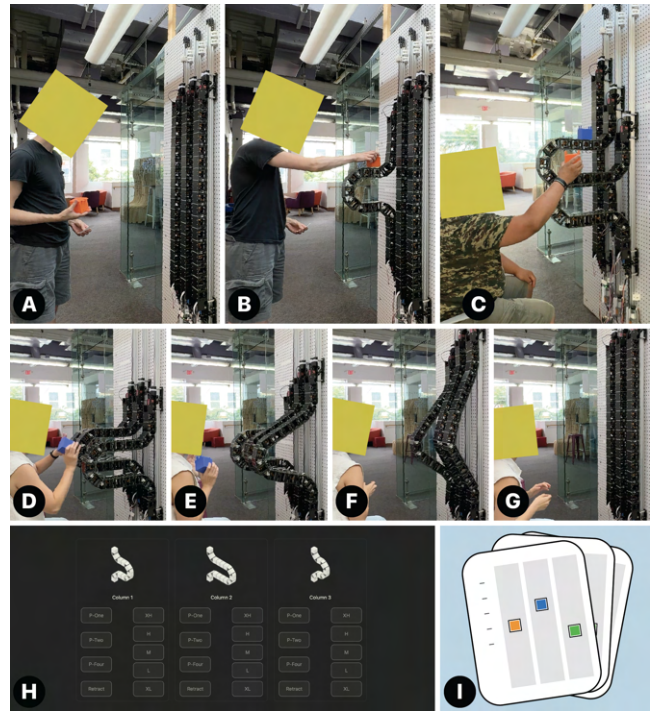 A
B
C
D
E
F
G
Column 1
Column 2
Column 3
P-One
XH
P-One
XH
P-One
XH
H
H
H
P-Two
P-Two
P-Two
M
M
M
P-Four
P-Four
P-Four
L
L
L
Retract
XL
Retract
XL
Retract
XL
H
I